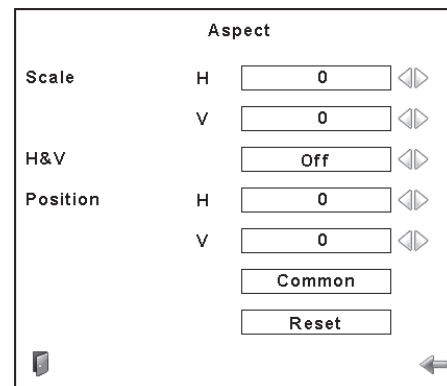 Aspect
Scale H 0
V 0
H&V Off
Position H 0
V 0
Common
Reset